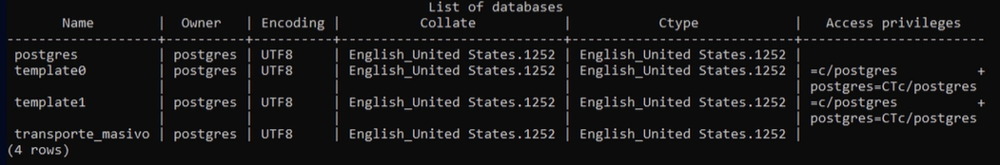 List of databases
       Name        |  Owner   | Encoding |          Collate           |           Ctype            |   Access privileges
-------------------+----------+----------+----------------------------+----------------------------+-----------------------
 postgres          | postgres | UTF8     | English_United States.1252 | English_United States.1252 |
 template0         | postgres | UTF8     | English_United States.1252 | English_United States.1252 | =c/postgres          +
                   |          |          |                            |                            | postgres=CTc/postgres
 template1         | postgres | UTF8     | English_United States.1252 | English_United States.1252 | =c/postgres          +
                   |          |          |                            |                            | postgres=CTc/postgres
 transporte_masivo | postgres | UTF8     | English_United States.1252 | English_United States.1252 |
(4 rows)